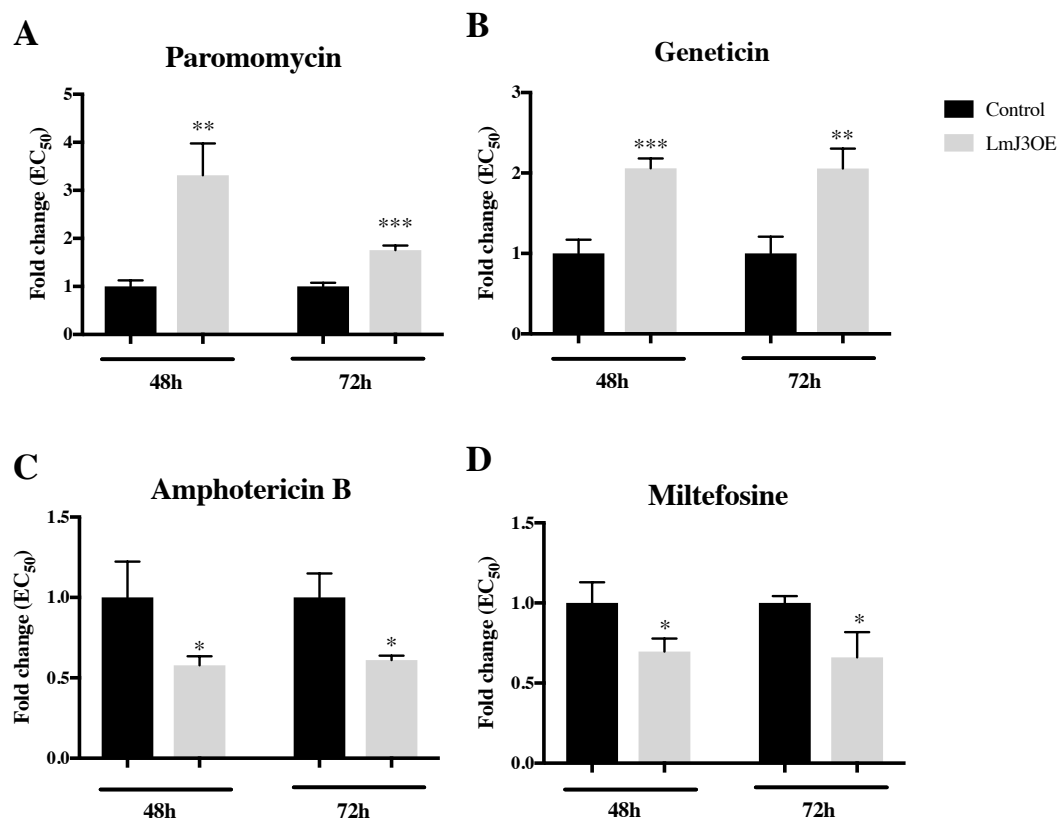 A
Paromomycin
Fold change (EC50)
5
4
3
2
1
0
**
***
48h
72h
B
Geneticin
Fold change (EC50)
3
2
1
0
***
**
48h
72h
Control
LmJ3OE
C
Amphotericin B
Fold change (EC50)
1.5
1.0
0.5
0.0
*
*
48h
72h
D
Miltefosine
Fold change (EC50)
1.5
1.0
0.5
0.0
*
*
48h
72h